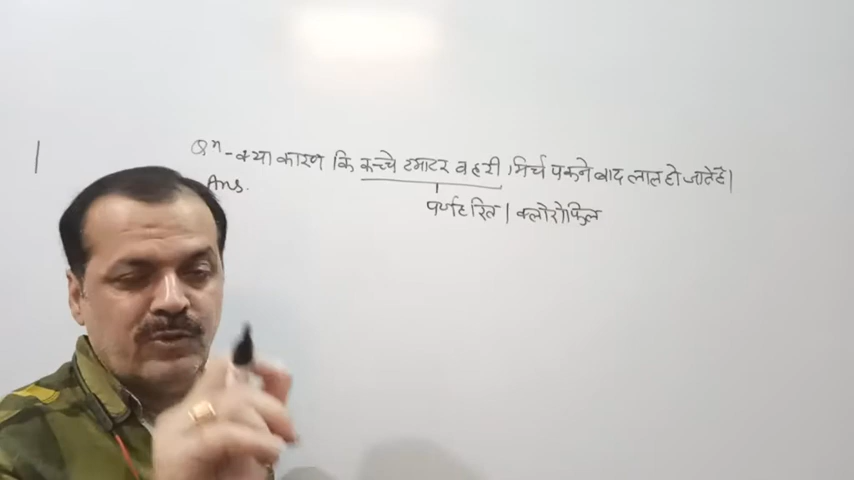 Qn - क्या कारण कि कच्चे टमाटर व हरी मिर्च पकने बाद लाल हो जाते है|
Ans.
पर्णहरित | क्लोरोफिल